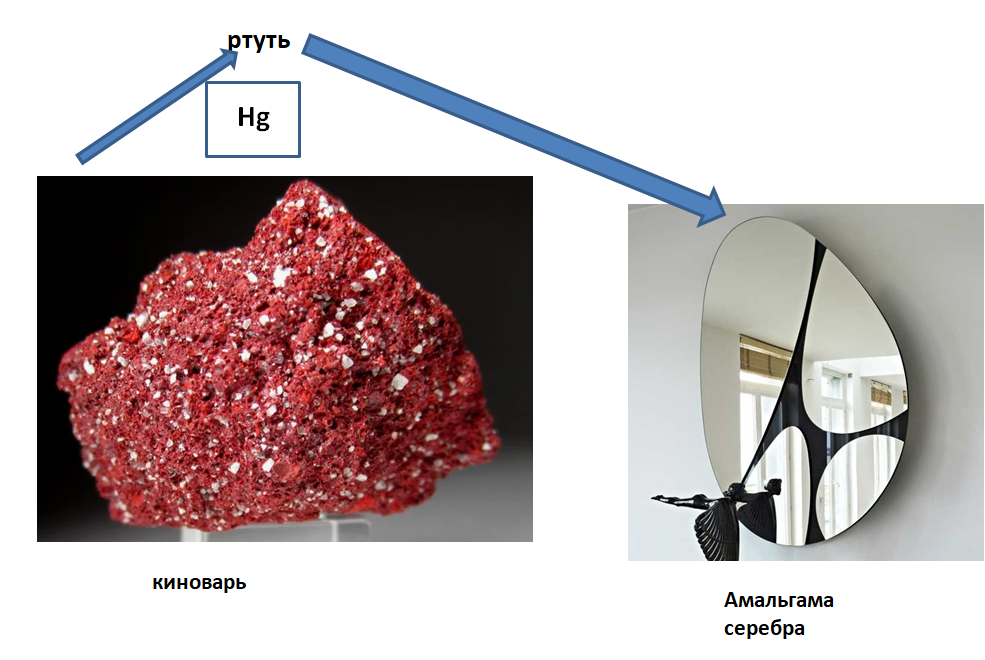 ртуть
Hg
киноварь
Амальгама
серебра